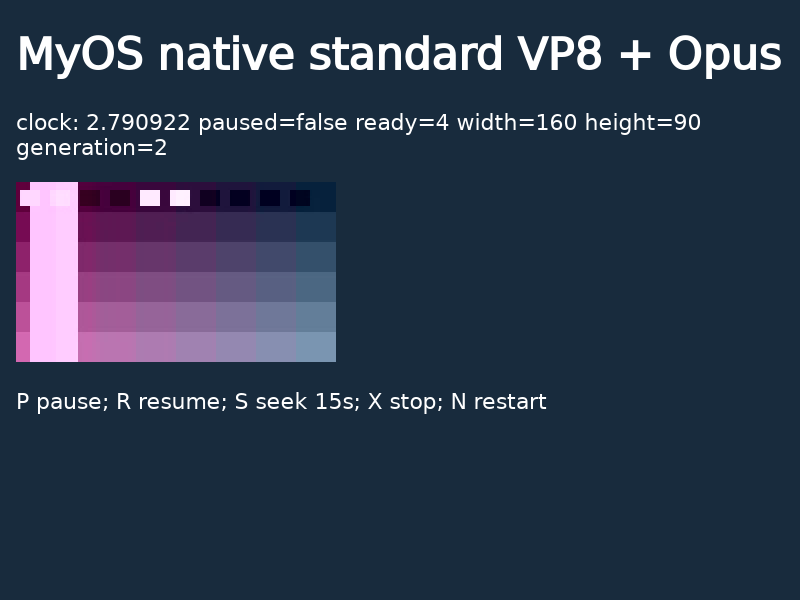 MyOS native standard VP8 + Opus
clock: 2.790922 paused=false ready=4 width=160 height=90
generation=2
P pause; R resume; S seek 15s; X stop; N restart